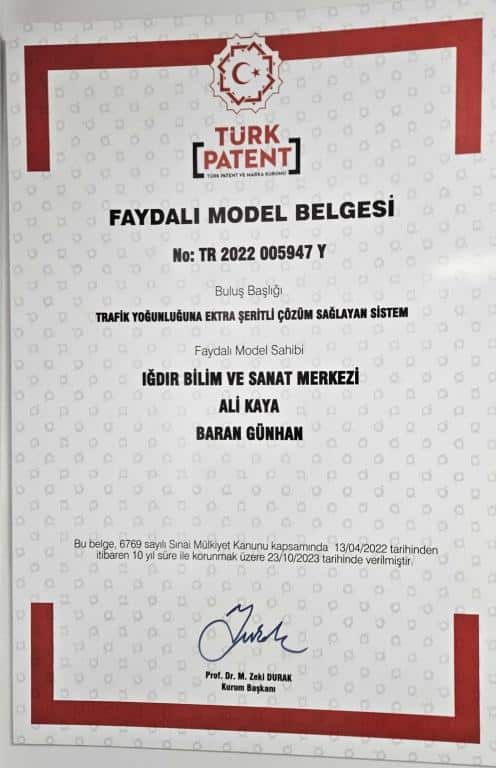 TÜRK
PATENT
TÜRK PATENT VE MARKA KURUMU
FAYDALI MODEL BELGESİ
No: TR 2022 005947 Y
Buluş Başlığı
TRAFİK YOĞUNLUĞUNA EKTRA ŞERİTLİ ÇÖZÜM SAĞLAYAN SİSTEM
Faydalı Model Sahibi
IĞDIR BİLİM VE SANAT MERKEZİ
ALİ KAYA
BARAN GÜNHAN
Bu belge, 6769 sayılı Sınai Mülkiyet Kanunu kapsamında 13/04/2022 tarihinden
itibaren 10 yıl süre ile korunmak üzere 23/10/2023 tarihinde verilmiştir.
Prof. Dr. M. Zeki DURAK
Kurum Başkanı